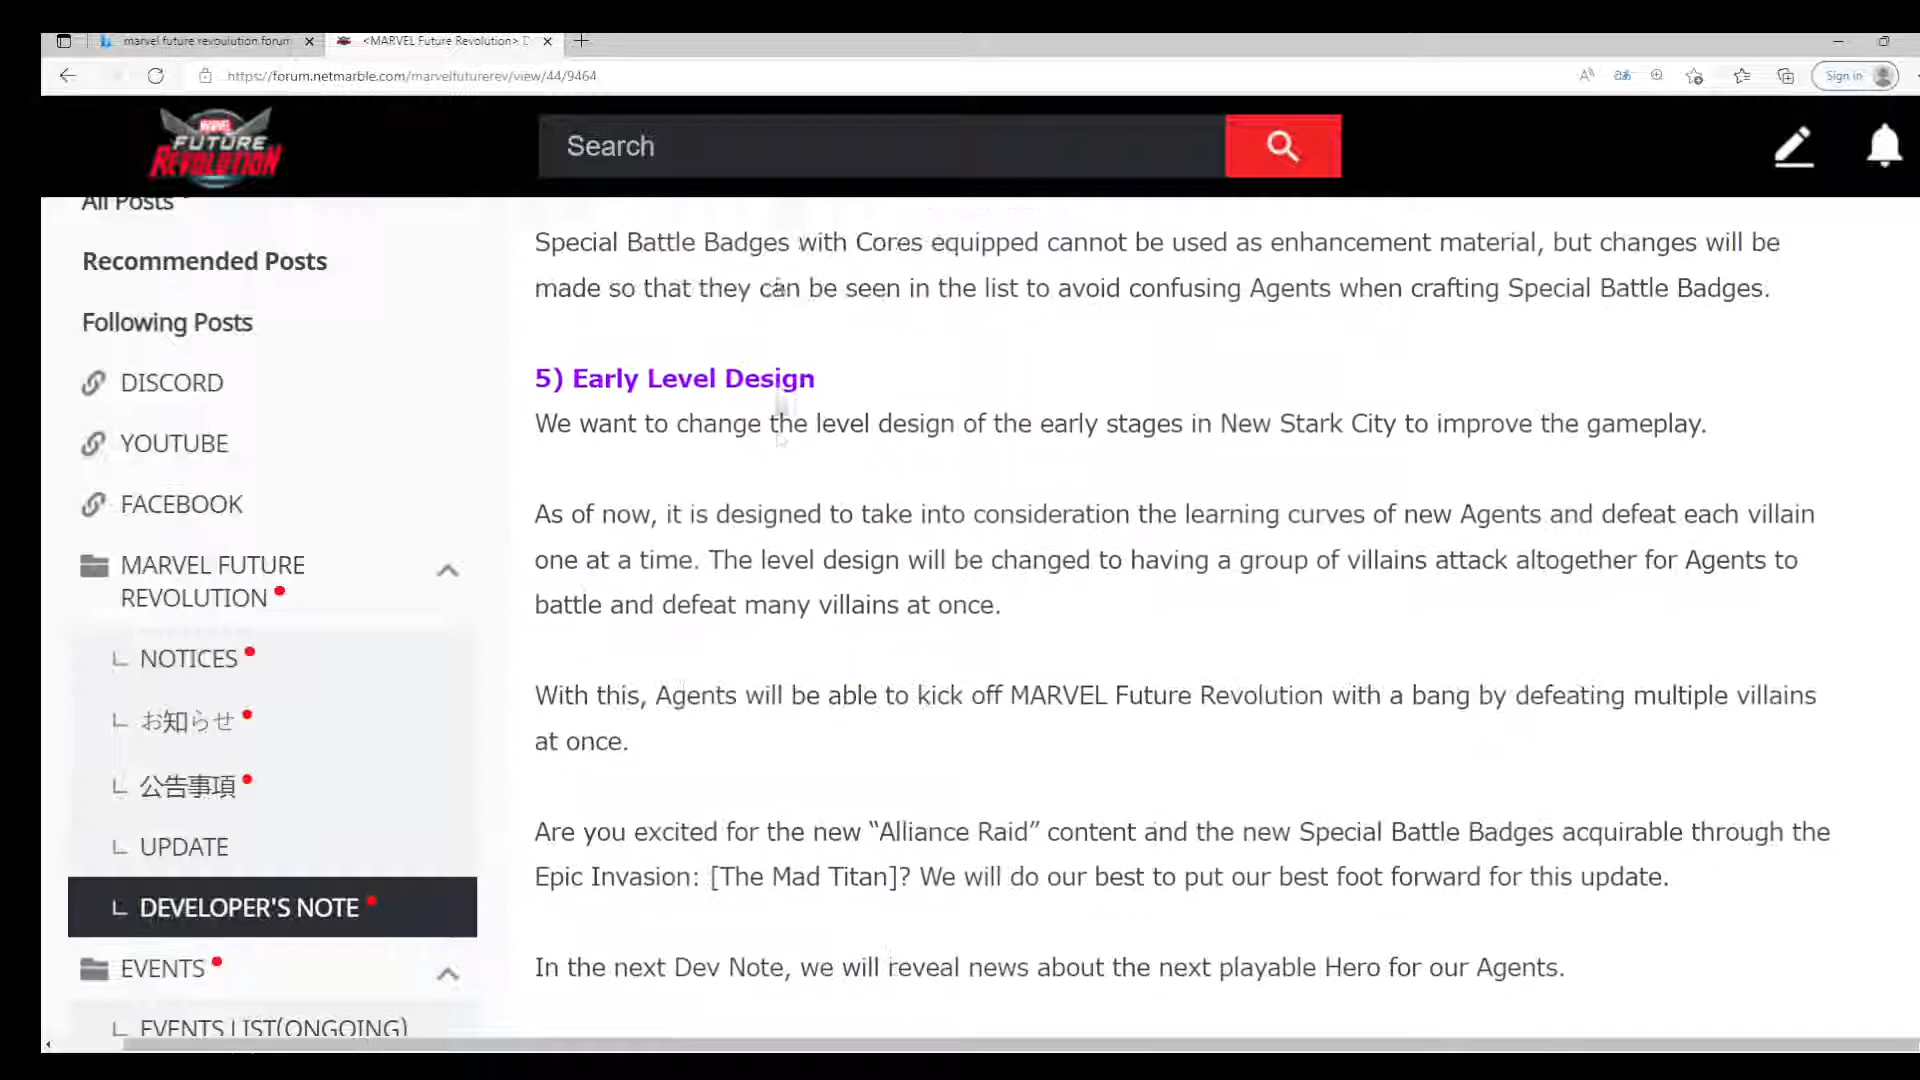 marvel future revoulution forum
<MARVEL Future Revolution> D
https://forum.netmarble.com/marvelfuturerev/view/44/9464
Sign in
MARVEL
FUTURE
REVOLUTION
Search
All Posts
Recommended Posts
Following Posts
DISCORD
YOUTUBE
FACEBOOK
MARVEL FUTURE
REVOLUTION
NOTICES
お知らせ
公告事項
UPDATE
DEVELOPER'S NOTE
EVENTS
EVENTS LIST(ONGOING)
Special Battle Badges with Cores equipped cannot be used as enhancement material, but changes will be
made so that they can be seen in the list to avoid confusing Agents when crafting Special Battle Badges.
5) Early Level Design
We want to change the level design of the early stages in New Stark City to improve the gameplay.
As of now, it is designed to take into consideration the learning curves of new Agents and defeat each villain
one at a time. The level design will be changed to having a group of villains attack altogether for Agents to
battle and defeat many villains at once.
With this, Agents will be able to kick off MARVEL Future Revolution with a bang by defeating multiple villains
at once.
Are you excited for the new “Alliance Raid” content and the new Special Battle Badges acquirable through the
Epic Invasion: [The Mad Titan]? We will do our best to put our best foot forward for this update.
In the next Dev Note, we will reveal news about the next playable Hero for our Agents.